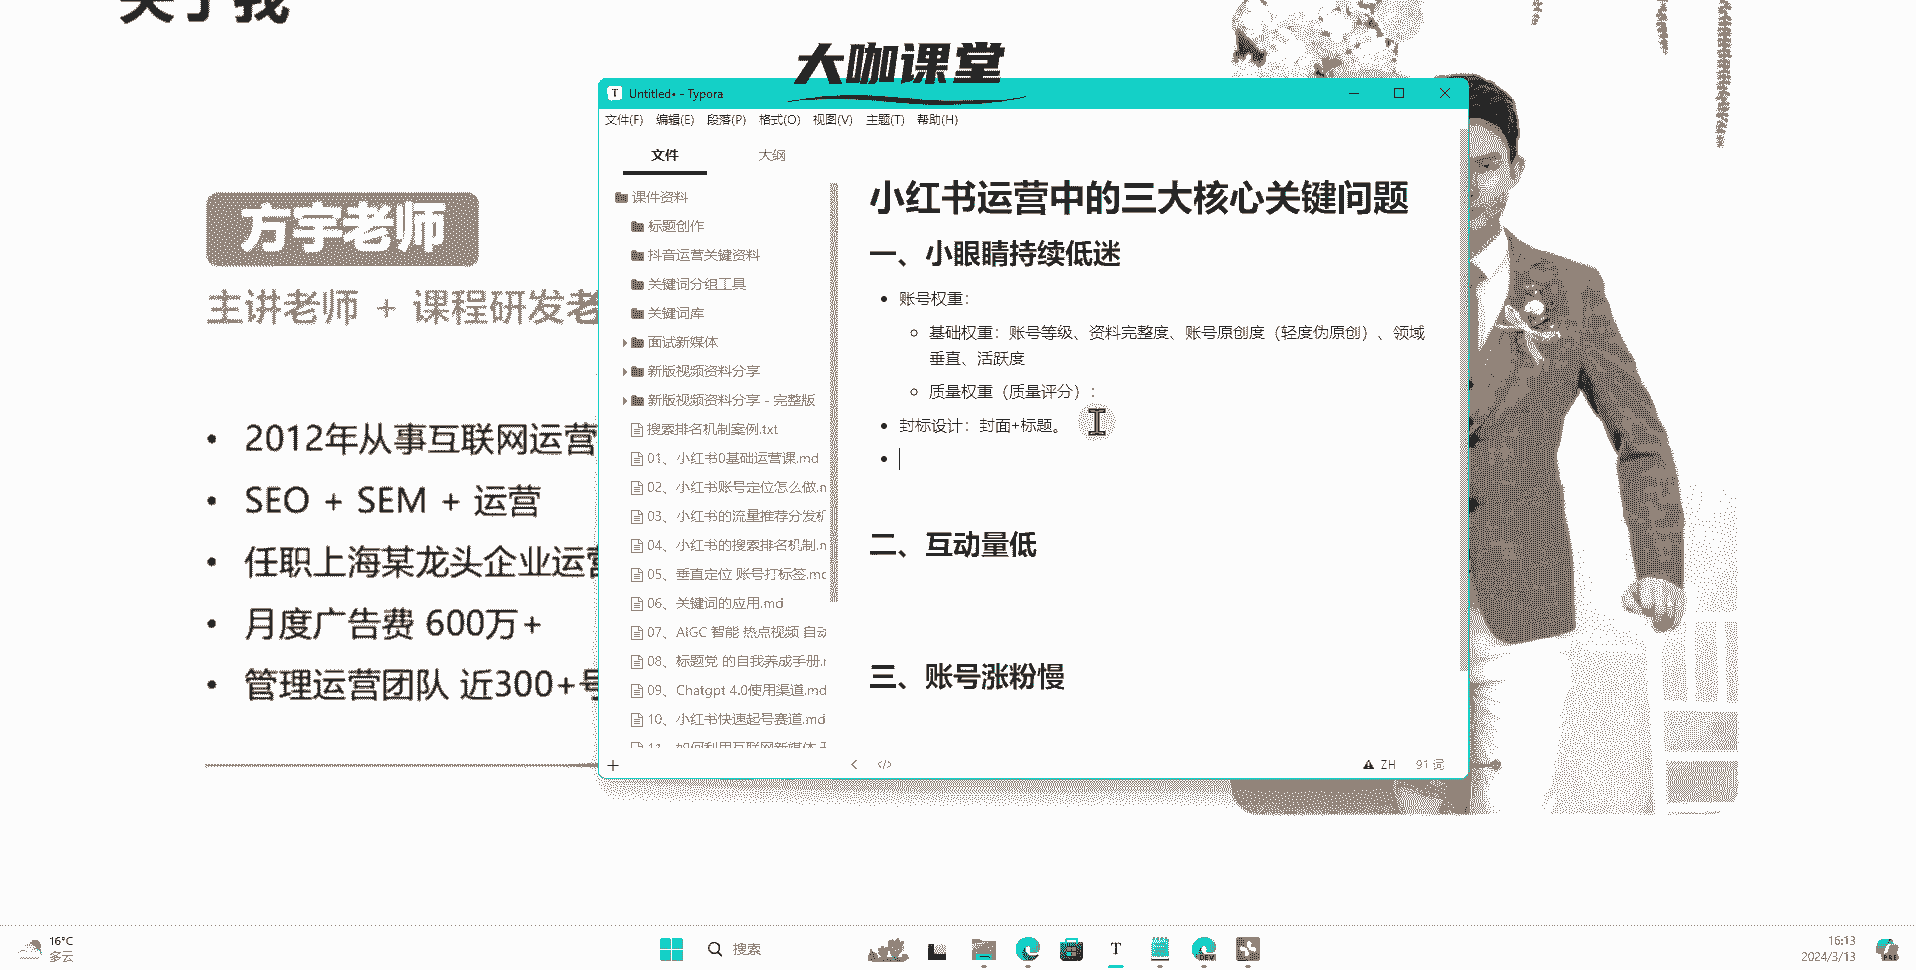 关于我
大咖课堂
方宇老师
主讲老师 + 课程研发老
• 2012年从事互联网运营
• SEO + SEM + 运营
• 任职上海某龙头企业运营
• 月度广告费 600万+
• 管理运营团队 近300+号
Untitled• - Typora
文件(F) 编辑(E) 段落(P) 格式(O) 视图(V) 主题(T) 帮助(H)
文件 大纲
课件资料
标题创作
抖音运营关键资料
关键词分组工具
关键词库
面试新媒体
新版视频资料分享
新版视频资料分享 - 完整版
搜索排名机制案例.txt
01、小红书0基础运营课.md
02、小红书账号定位怎么做.m
03、小红书的流量推荐分发机
04、小红书的搜索排名机制.m
05、垂直定位 账号打标签.md
06、关键词的应用.md
07、AIGC 智能 热点视频 自动
08、标题党 的自我养成手册.m
09、Chatgpt 4.0使用渠道.md
10、小红书快速起号赛道.md
11、如何利用互联网新媒体
小红书运营中的三大核心关键问题
一、小眼睛持续低迷
• 账号权重：
基础权重：账号等级、资料完整度、账号原创度（轻度伪原创）、领域
垂直、活跃度
质量权重（质量评分）：
• 封标设计：封面+标题。
二、互动量低
三、账号涨粉慢
ZH 91 词
16°C
多云
搜索
T
DEV
16:13
2024/3/13
PRE